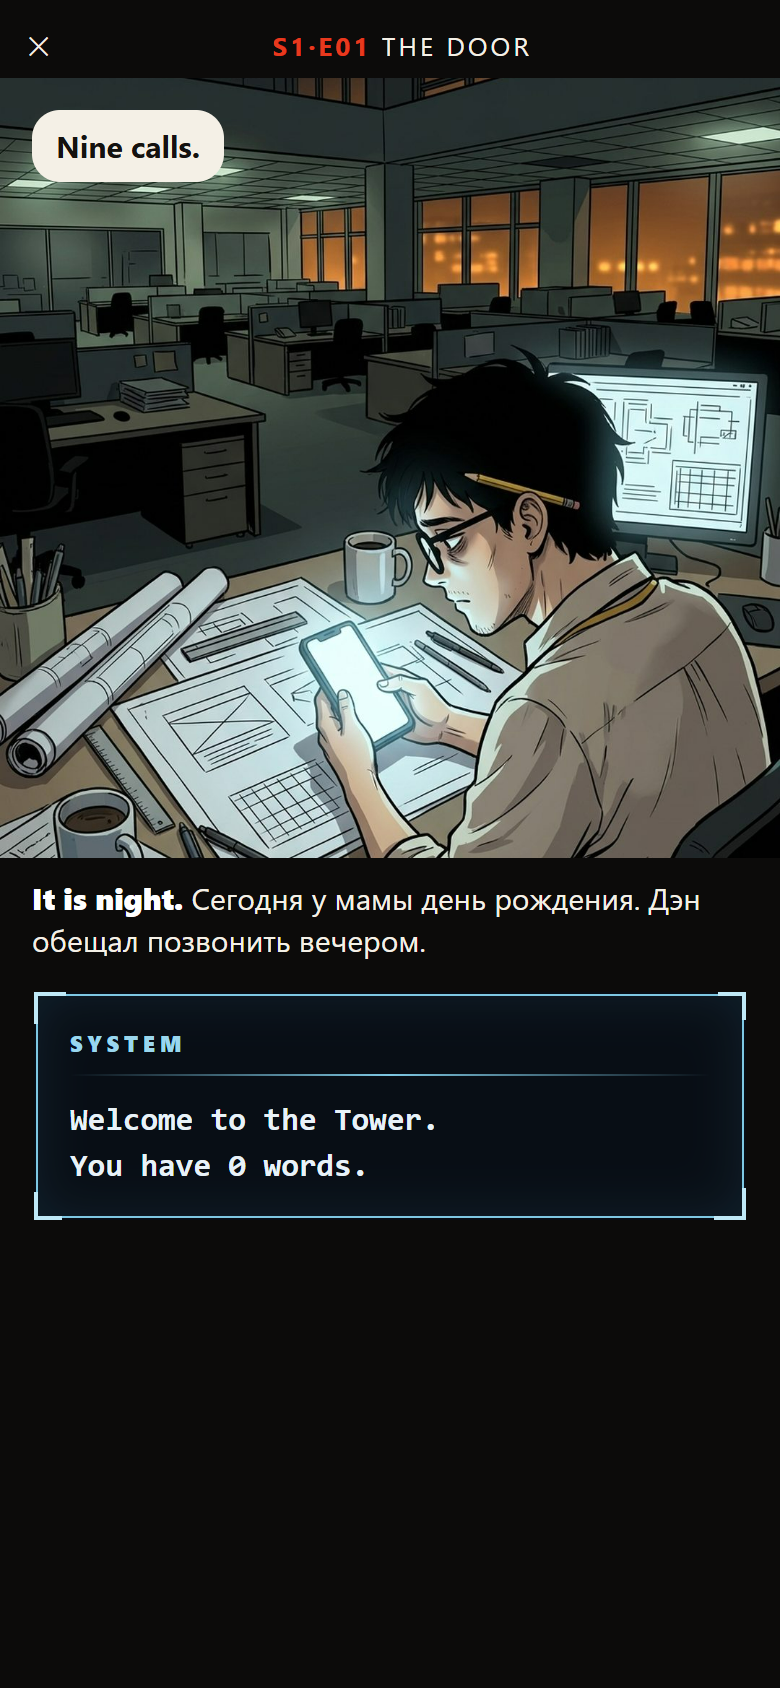 S1·E01 THE DOOR
Nine calls.
It is night. Сегодня у мамы день рождения. Дэн
обещал позвонить вечером.
SYSTEM
Welcome to the Tower.
You have 0 words.